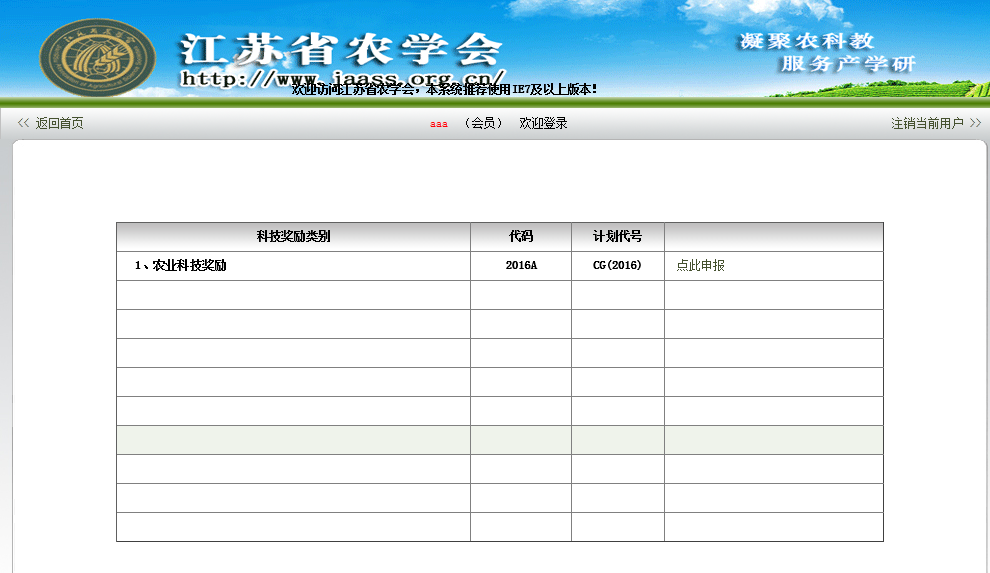 江苏省农学会
http://www.jaass.org.cn/
凝聚农科教
服务产学研
欢迎访问江苏省农学会，本系统推荐使用IE7及以上版本！
<< 返回首页
aaa （会员） 欢迎登录
注销当前用户 >>
科技奖励类别 代码 计划代号
1、农业科技奖励 2016A CG(2016) 点此申报